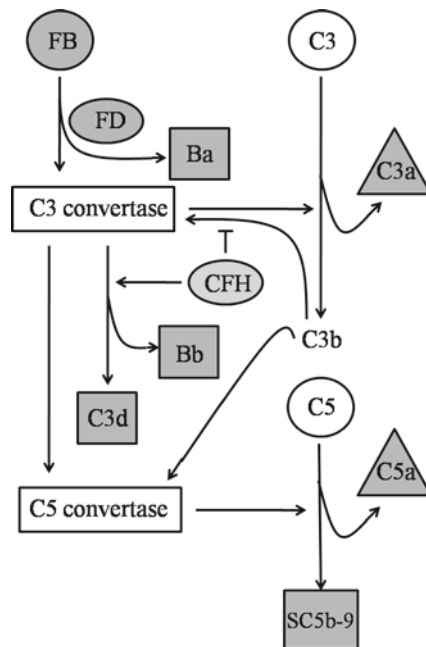 FB
C3
FD
Ba
C3a
C3 convertase
CFH
C3b
Bb
C3d
C5
C5a
C5 convertase
SC5b-9